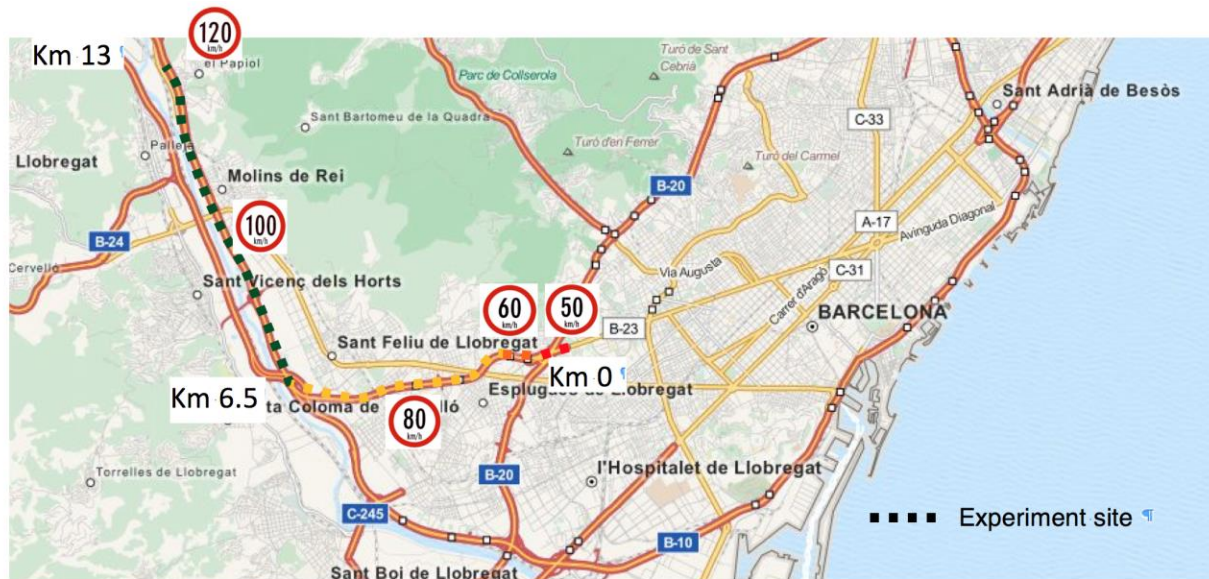 120
km/h
Km 13 ¶
el Papiol
Turó de Sant
Cebrià
Parc de Collserola
Sant Adrià de Besòs
Sant Bartomeu de la Quadra
C-33
Palleja
Turó d'en Ferrer
Llobregat
Turó del Carmel
Molins de Rei
B-20
100
km/h
A-17
Avinguda Diagonal
B-24
Cervelló
Via Augusta
C-31
Sant Vicenç dels Horts
Carrer d'Aragó
60
km/h
50
km/h
BARCELONA
B-23
Sant Feliu de Llobregat
Km 0 ¶
Km 6.5
ta Coloma de
lló
Esplugues de Llobregat
80
km/h
Torrelles de Llobregat
B-20
l'Hospitalet de Llobregat
C-245
Experiment site ¶
B-10
Sant Boi de Llobregat